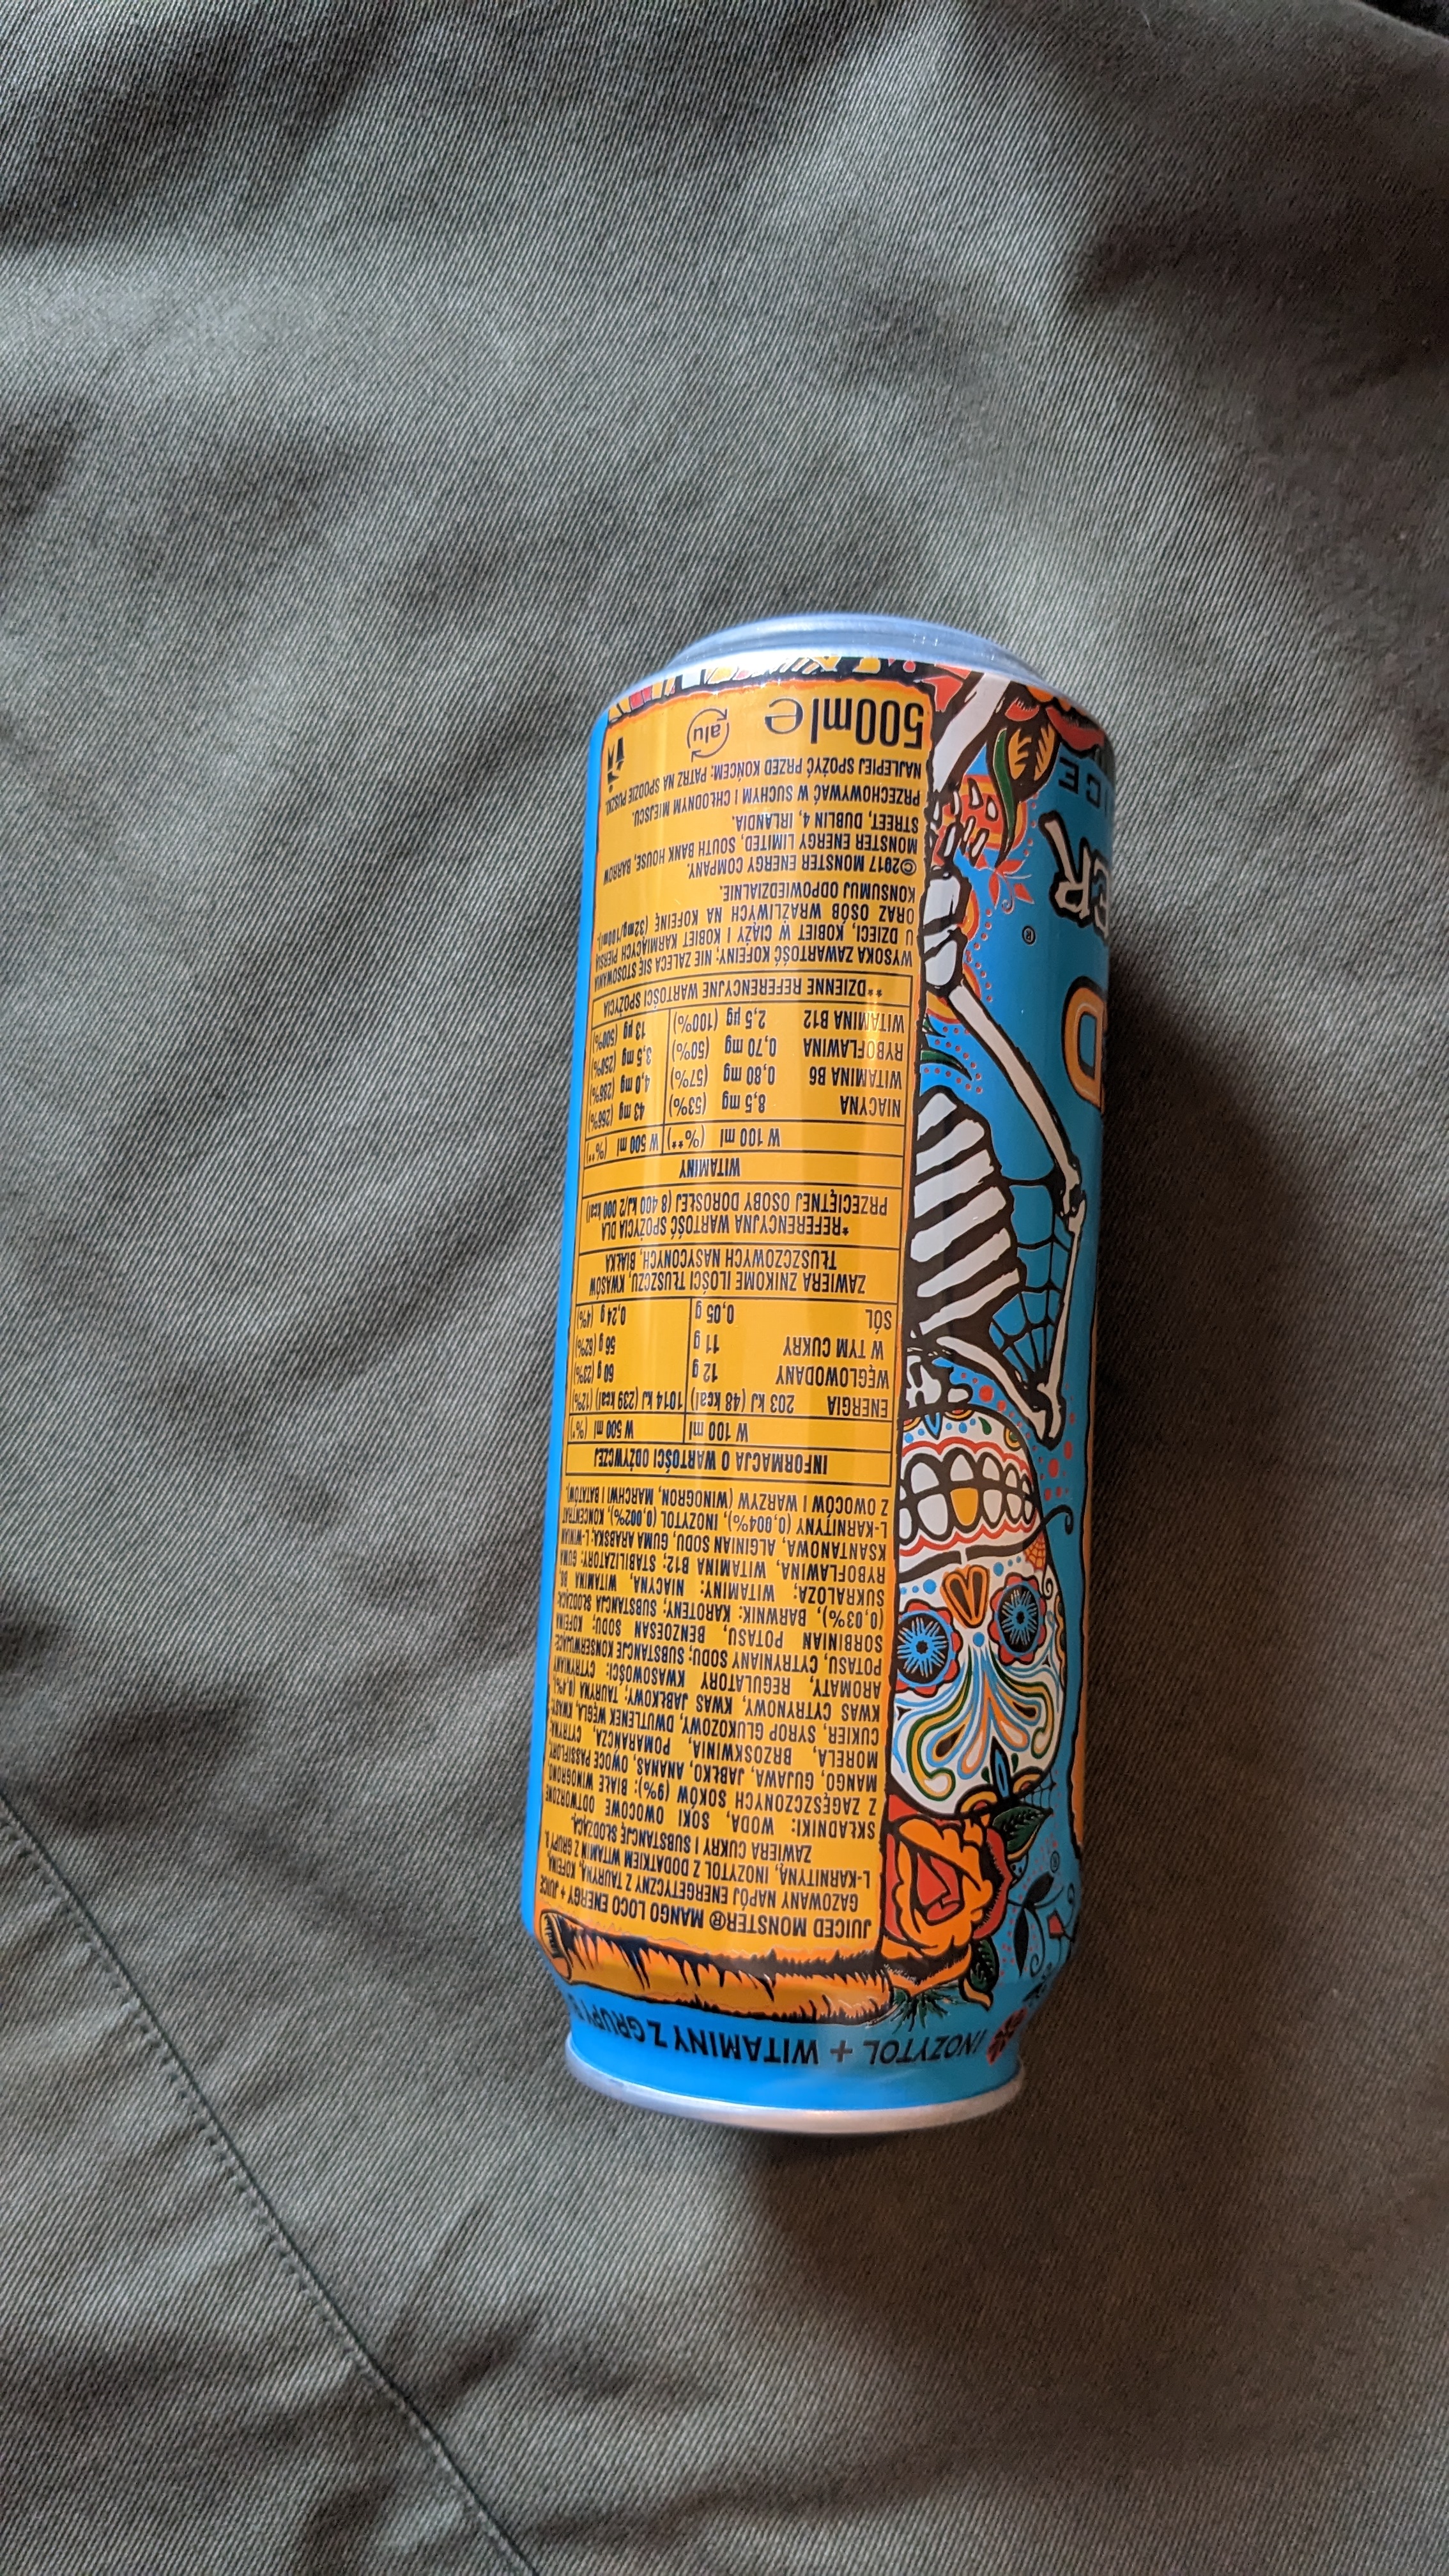 INOZYTOL + WITAMINY Z GRUPY B
JUICED MONSTER® MANGO LOCO ENERGY + JUICE
GAZOWANY NAPÓJ ENERGETYCZNY Z TAURYNĄ, KOFEINĄ,
L-KARNITYNĄ, INOZYTOL Z DODATKIEM WITAMIN Z GRUPY B.
ZAWIERA CUKRY I SUBSTANCJĘ SŁODZĄCĄ.
SKŁADNIKI: WODA, SOKI OWOCOWE ODTWORZONE
Z ZAGĘSZCZONYCH SOKÓW (9%): BIAŁE WINOGRONO,
MANGO, GUJAWA, JABŁKO, ANANAS, OWOCE PASSIFLORY,
MORELA, BRZOSKWINIA, POMARAŃCZA, CYTRYNA,
CUKIER, SYROP GLUKOZOWY, DWUTLENEK WĘGLA, KWAS:
KWAS CYTRYNOWY, KWAS JABŁKOWY; TAURYNA (0,4%),
AROMATY, REGULATORY KWASOWOŚCI: CYTRYNIANY
POTASU, CYTRYNIANY SODU; SUBSTANCJE KONSERWUJĄCE:
SORBINIAN POTASU, BENZOESAN SODU; KOFEINA
(0,03%), BARWNIK: KAROTENY; SUBSTANCJA SŁODZĄCA:
SUKRALOZA; WITAMINY: NIACYNA, WITAMINA B6,
RYBOFLAWINA, WITAMINA B12; STABILIZATORY: GUMA
KSANTANOWA, ALGINIAN SODU, GUMA ARABSKA; L-WINIAN
L-KARNITYNY (0,004%), INOZYTOL (0,002%), KONCENTRAT
Z OWOCÓW I WARZYW (WINOGRON, MARCHWI I BATATÓW).
INFORMACJA O WARTOŚCI ODŻYWCZEJ
W 100 ml W 500 ml (%*)
ENERGIA 203 kJ (48 kcal) 1014 kJ (239 kcal) (12%)
WĘGLOWODANY 12 g 60 g (23%)
W TYM CUKRY 11 g 56 g (62%)
SÓL 0,05 g 0,24 g (4%)
ZAWIERA ZNIKOME ILOŚCI TŁUSZCZU, KWASÓW
TŁUSZCZOWYCH NASYCONYCH, BIAŁKA
*REFERENCYJNA WARTOŚĆ SPOŻYCIA DLA
PRZECIĘTNEJ OSOBY DOROSŁEJ (8 400 kJ/2 000 kcal)
WITAMINY
W 100 ml (%**) W 500 ml (%**)
NIACYNA 8,5 mg (53%) 43 mg (266%)
WITAMINA B6 0,80 mg (57%) 4,0 mg (286%)
RYBOFLAWINA 0,70 mg (50%) 3,5 mg (250%)
WITAMINA B12 2,5 µg (100%) 13 µg (500%)
**DZIENNE REFERENCYJNE WARTOŚCI SPOŻYCIA
WYSOKA ZAWARTOŚĆ KOFEINY; NIE ZALECA SIĘ STOSOWANIA
U DZIECI, KOBIET W CIĄŻY I KOBIET KARMIĄCYCH PIERSIĄ
ORAZ OSÓB WRAŻLIWYCH NA KOFEINĘ (32mg/100ml).
KONSUMUJ ODPOWIEDZIALNIE.
©2017 MONSTER ENERGY COMPANY.
MONSTER ENERGY LIMITED, SOUTH BANK HOUSE, BARROW
STREET, DUBLIN 4, IRLANDIA.
PRZECHOWYWAĆ W SUCHYM I CHŁODNYM MIEJSCU.
NAJLEPIEJ SPOŻYĆ PRZED KOŃCEM: PATRZ NA SPODZIE PUSZKI.
500ml e
alu